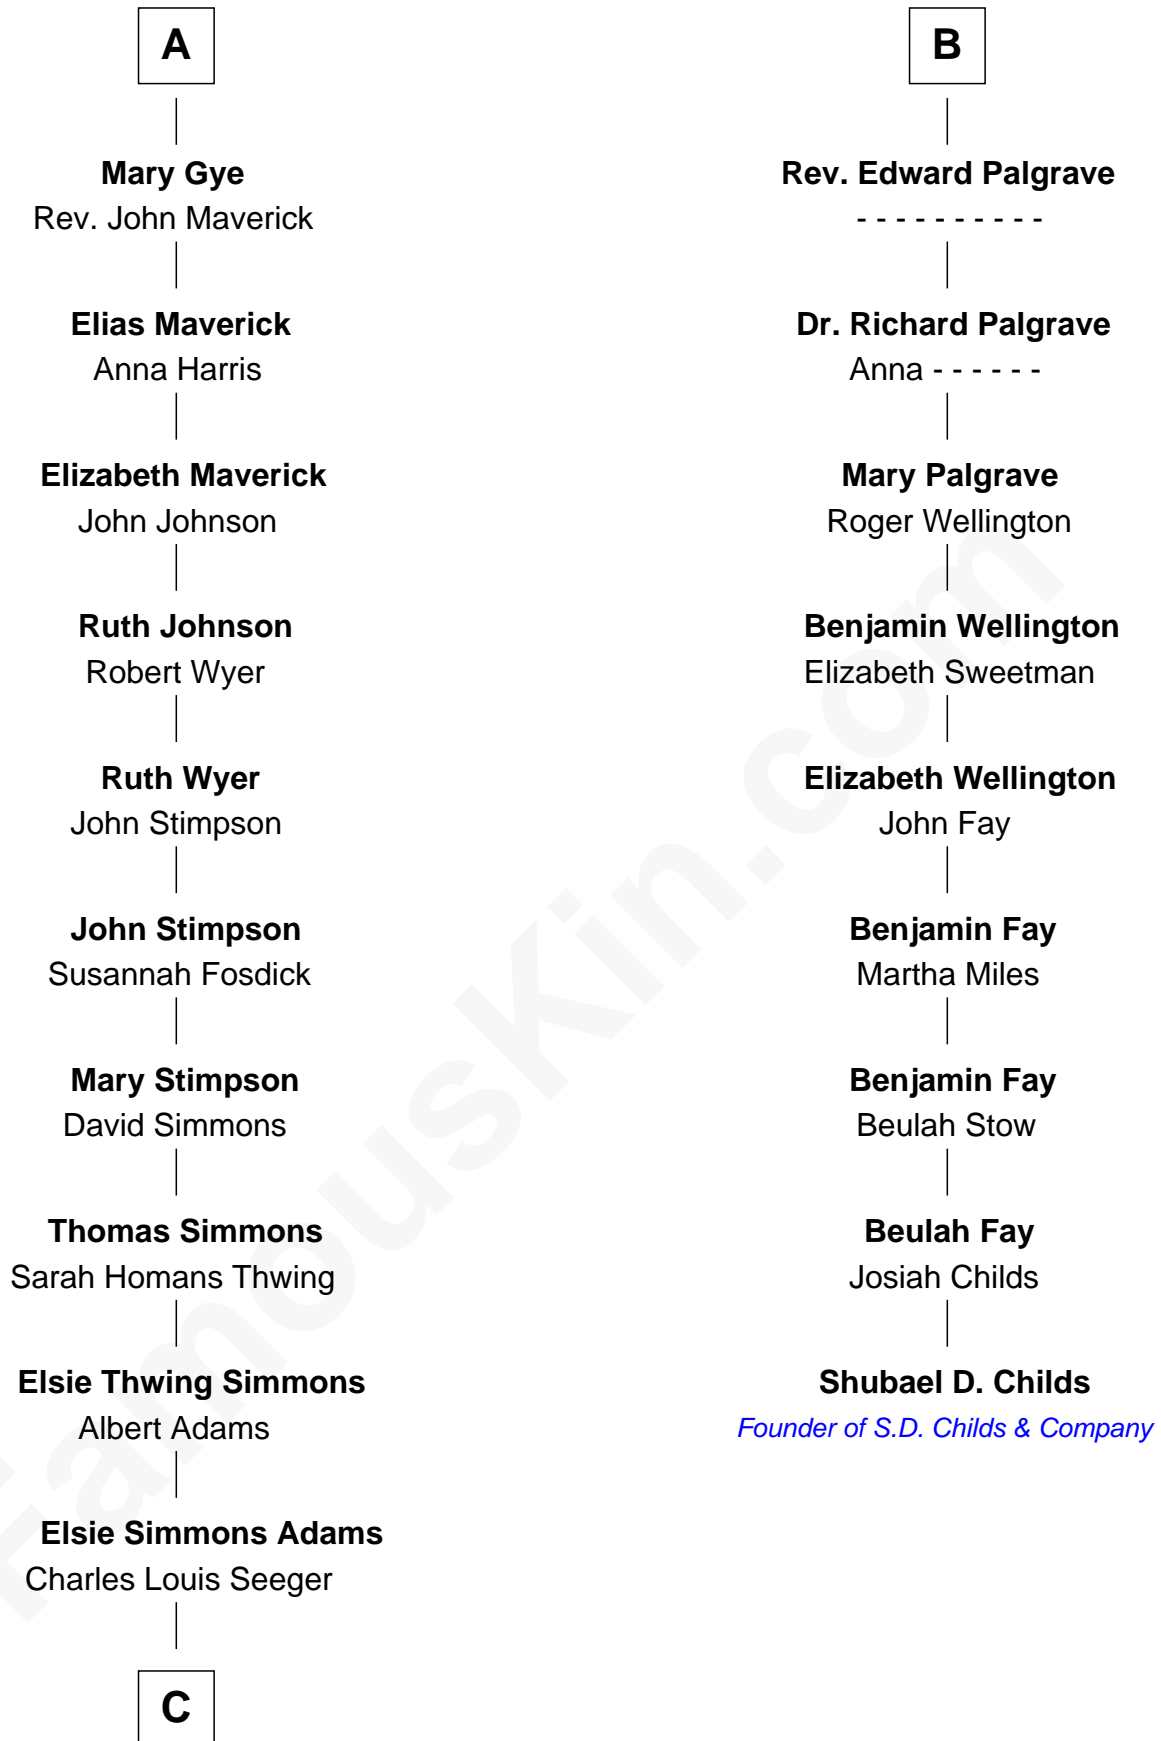 A
Mary Gye
Rev. John Maverick
Elias Maverick
Anna Harris
Elizabeth Maverick
John Johnson
Ruth Johnson
Robert Wyer
Ruth Wyer
John Stimpson
John Stimpson
Susannah Fosdick
Mary Stimpson
David Simmons
Thomas Simmons
Sarah Homans Thwing
Elsie Thwing Simmons
Albert Adams
Elsie Simmons Adams
Charles Louis Seeger
C
B
Rev. Edward Palgrave
- - - - - - - - - -
Dr. Richard Palgrave
Anna - - - - - -
Mary Palgrave
Roger Wellington
Benjamin Wellington
Elizabeth Sweetman
Elizabeth Wellington
John Fay
Benjamin Fay
Martha Miles
Benjamin Fay
Beulah Stow
Beulah Fay
Josiah Childs
Shubael D. Childs
Founder of S.D. Childs & Company
FamousKin.com